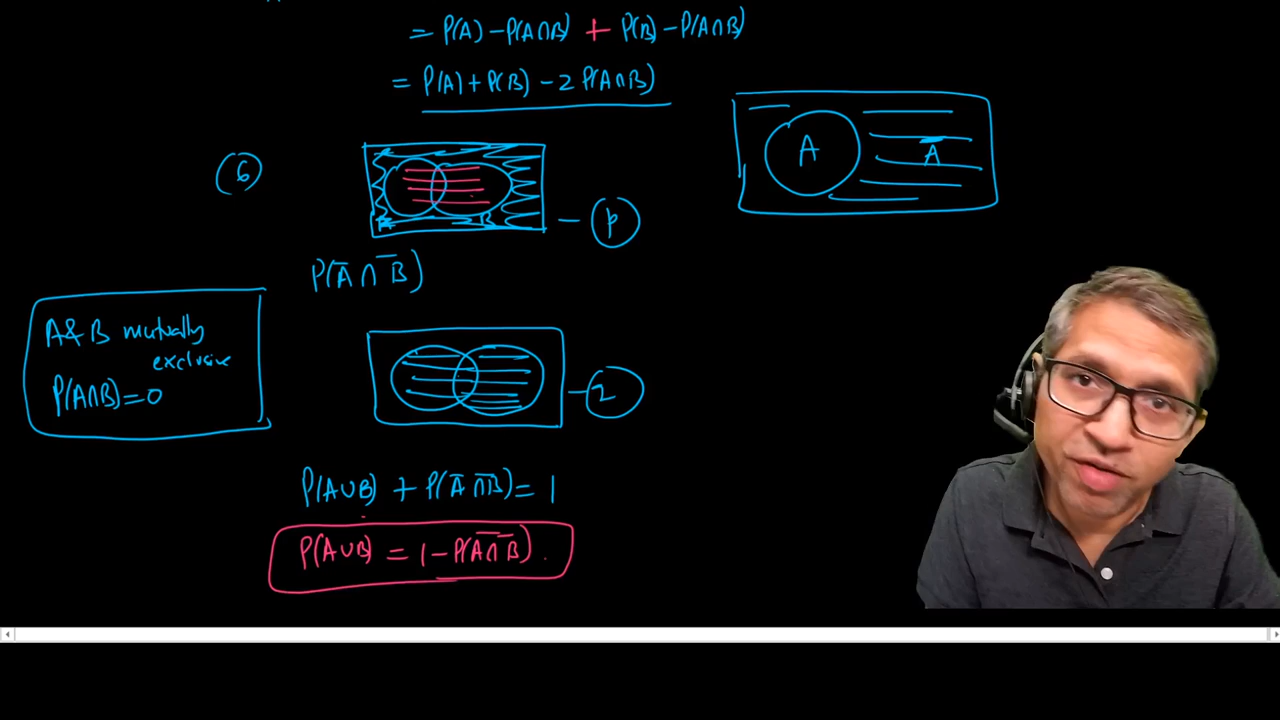 = P(A) − P(A∩B) + P(B) − P(A∩B)
= P(A) + P(B) − 2 P(A∩B)
6
A
A̅
P(A̅ ∩ B̅)
A & B mutually
exclusive
P(A∩B) = 0
2
P(A∪B) + P(A̅ ∩ B̅) = 1
P(A∪B) = 1 − P(A̅ ∩ B̅).